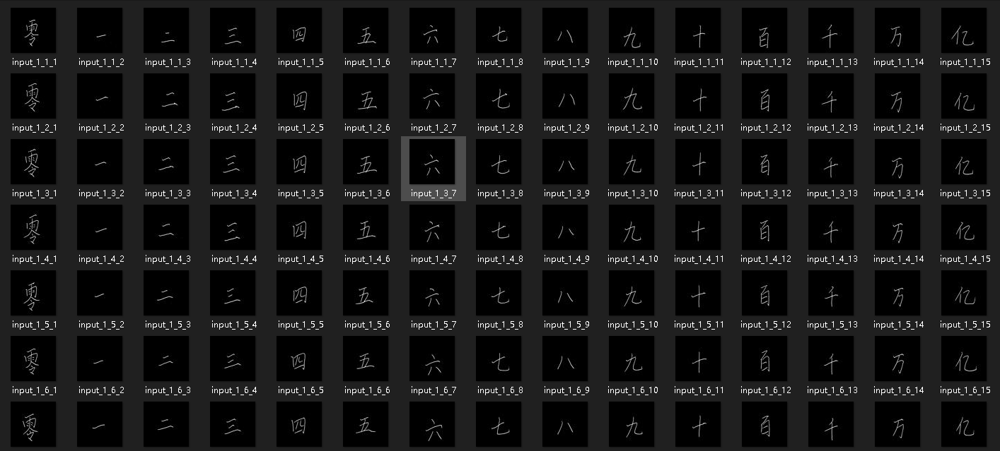 零 一 二 三 四 五 六 七 八 九 十 百 千 万 亿
input_1_1_1 input_1_1_2 input_1_1_3 input_1_1_4 input_1_1_5 input_1_1_6 input_1_1_7 input_1_1_8 input_1_1_9 input_1_1_10 input_1_1_11 input_1_1_12 input_1_1_13 input_1_1_14 input_1_1_15
零 一 二 三 四 五 六 七 八 九 十 百 千 万 亿
input_1_2_1 input_1_2_2 input_1_2_3 input_1_2_4 input_1_2_5 input_1_2_6 input_1_2_7 input_1_2_8 input_1_2_9 input_1_2_10 input_1_2_11 input_1_2_12 input_1_2_13 input_1_2_14 input_1_2_15
零 一 二 三 四 五 六 七 八 九 十 百 千 万 亿
input_1_3_1 input_1_3_2 input_1_3_3 input_1_3_4 input_1_3_5 input_1_3_6 input_1_3_7 input_1_3_8 input_1_3_9 input_1_3_10 input_1_3_11 input_1_3_12 input_1_3_13 input_1_3_14 input_1_3_15
零 一 二 三 四 五 六 七 八 九 十 百 千 万 亿
input_1_4_1 input_1_4_2 input_1_4_3 input_1_4_4 input_1_4_5 input_1_4_6 input_1_4_7 input_1_4_8 input_1_4_9 input_1_4_10 input_1_4_11 input_1_4_12 input_1_4_13 input_1_4_14 input_1_4_15
零 一 二 三 四 五 六 七 八 九 十 百 千 万 亿
input_1_5_1 input_1_5_2 input_1_5_3 input_1_5_4 input_1_5_5 input_1_5_6 input_1_5_7 input_1_5_8 input_1_5_9 input_1_5_10 input_1_5_11 input_1_5_12 input_1_5_13 input_1_5_14 input_1_5_15
零 一 二 三 四 五 六 七 八 九 十 百 千 万 亿
input_1_6_1 input_1_6_2 input_1_6_3 input_1_6_4 input_1_6_5 input_1_6_6 input_1_6_7 input_1_6_8 input_1_6_9 input_1_6_10 input_1_6_11 input_1_6_12 input_1_6_13 input_1_6_14 input_1_6_15
零 一 二 三 四 五 六 七 八 九 十 百 千 万 亿